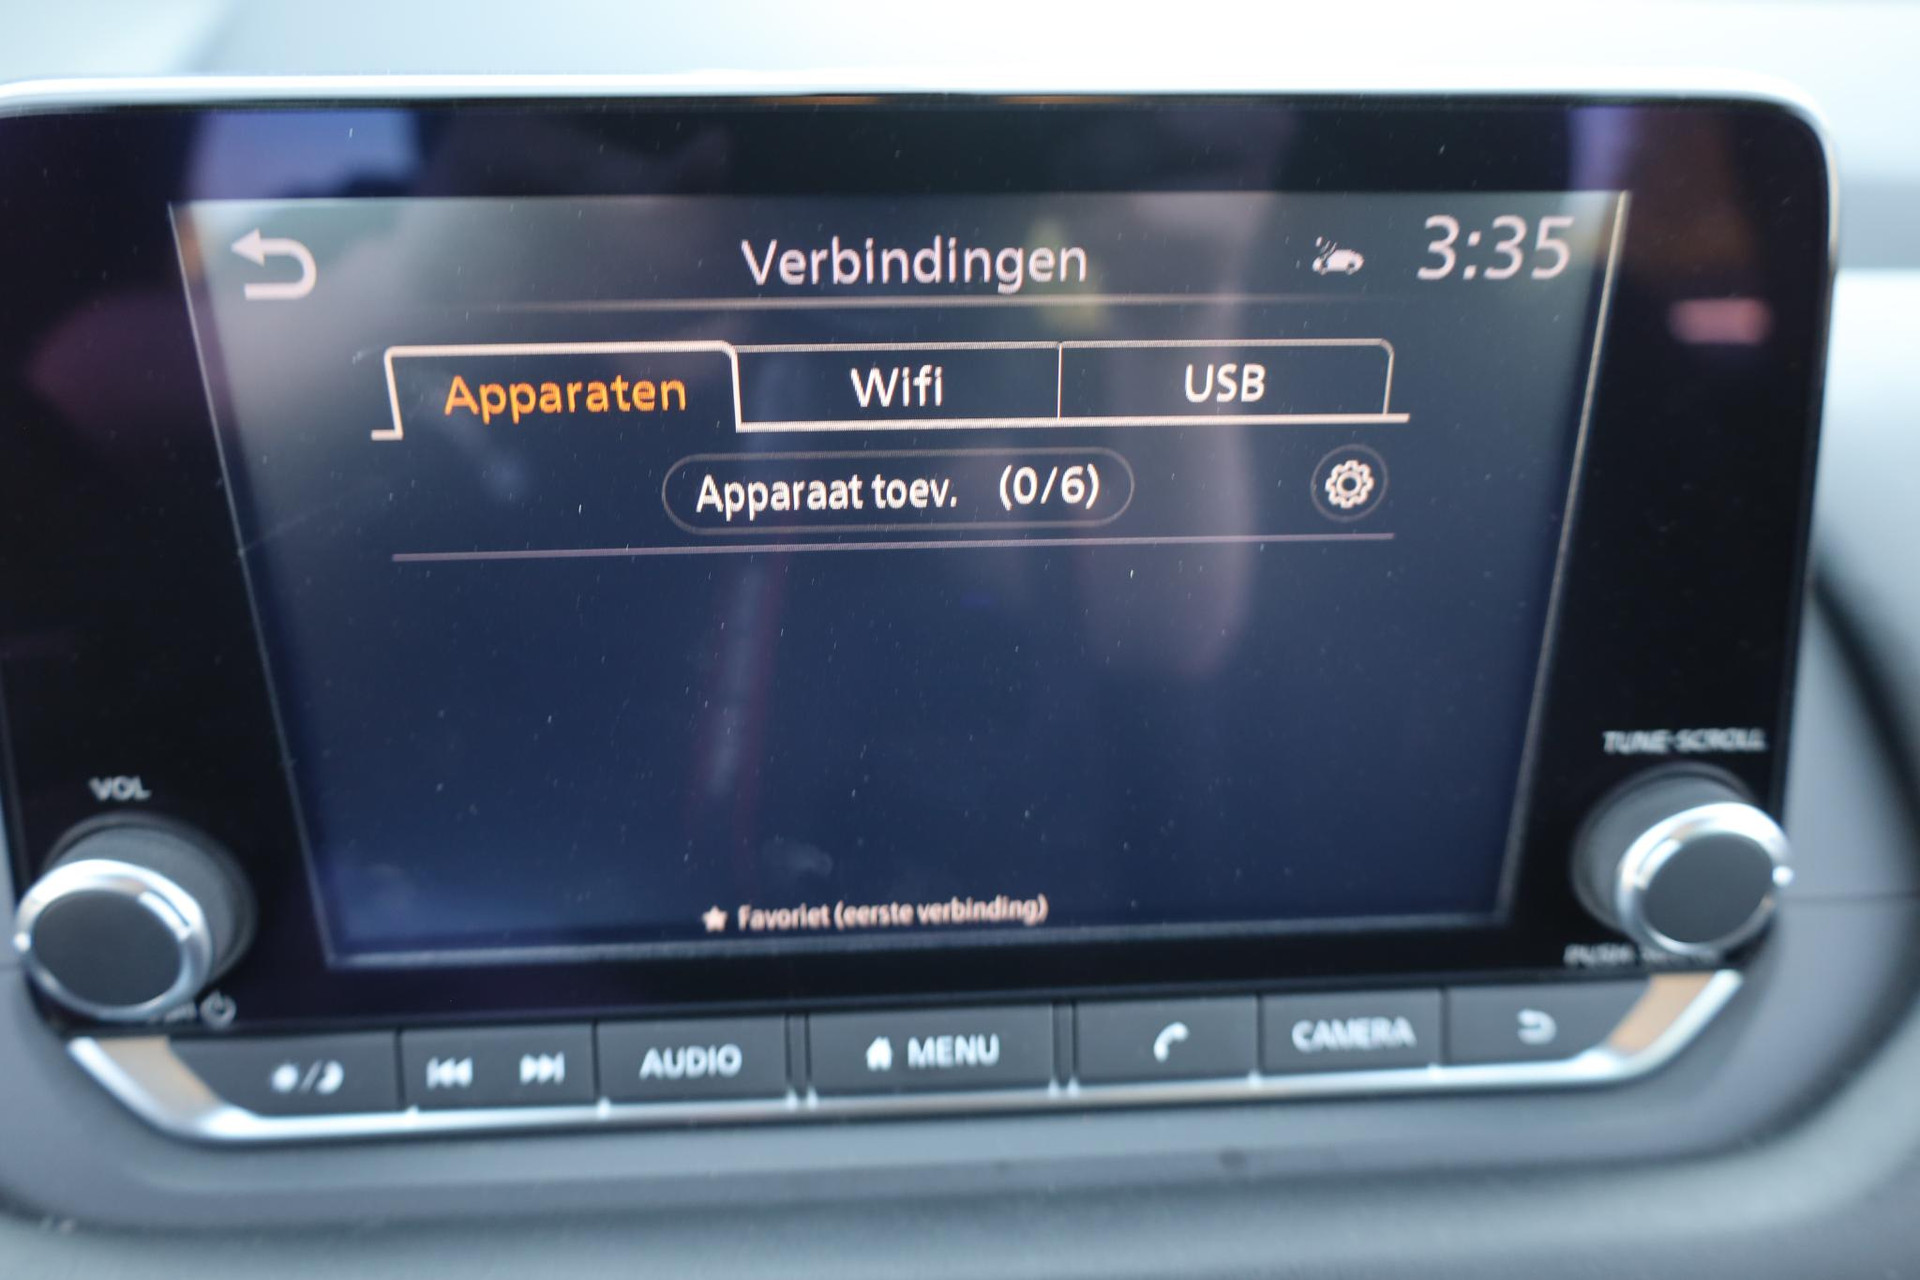 Verbindingen 3:35
Apparaten Wifi USB
Apparaat toev. (0/6)
Favoriet (eerste verbinding)
VOL
TUNE·SCROLL
AUDIO MENU CAMERA